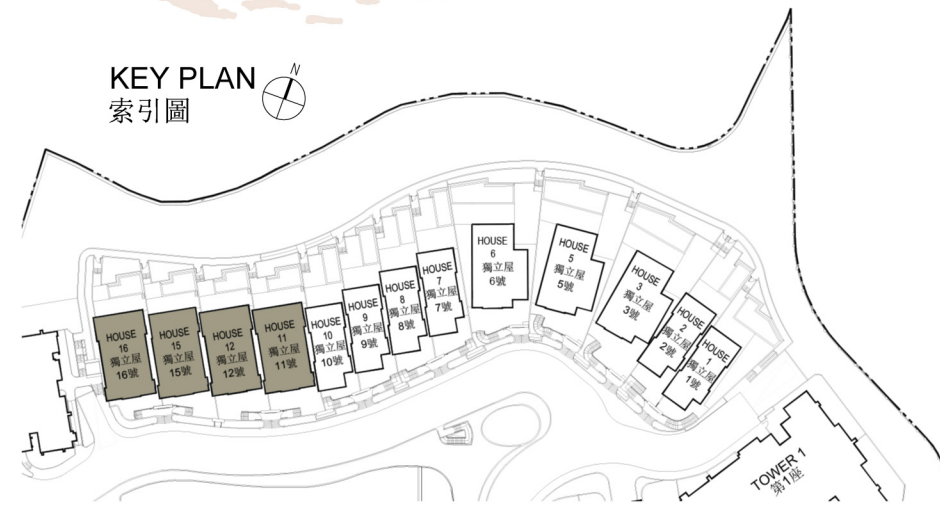 KEY PLAN
索引圖
N
HOUSE
16
獨立屋
16號
HOUSE
15
獨立屋
15號
HOUSE
12
獨立屋
12號
HOUSE
11
獨立屋
11號
HOUSE
10
獨立屋
10號
HOUSE
9
獨立屋
9號
HOUSE
8
獨立屋
8號
HOUSE
7
獨立屋
7號
HOUSE
6
獨立屋
6號
HOUSE
5
獨立屋
5號
HOUSE
3
獨立屋
3號
HOUSE
2
獨立屋
2號
HOUSE
1
獨立屋
1號
TOWER 1
第1座